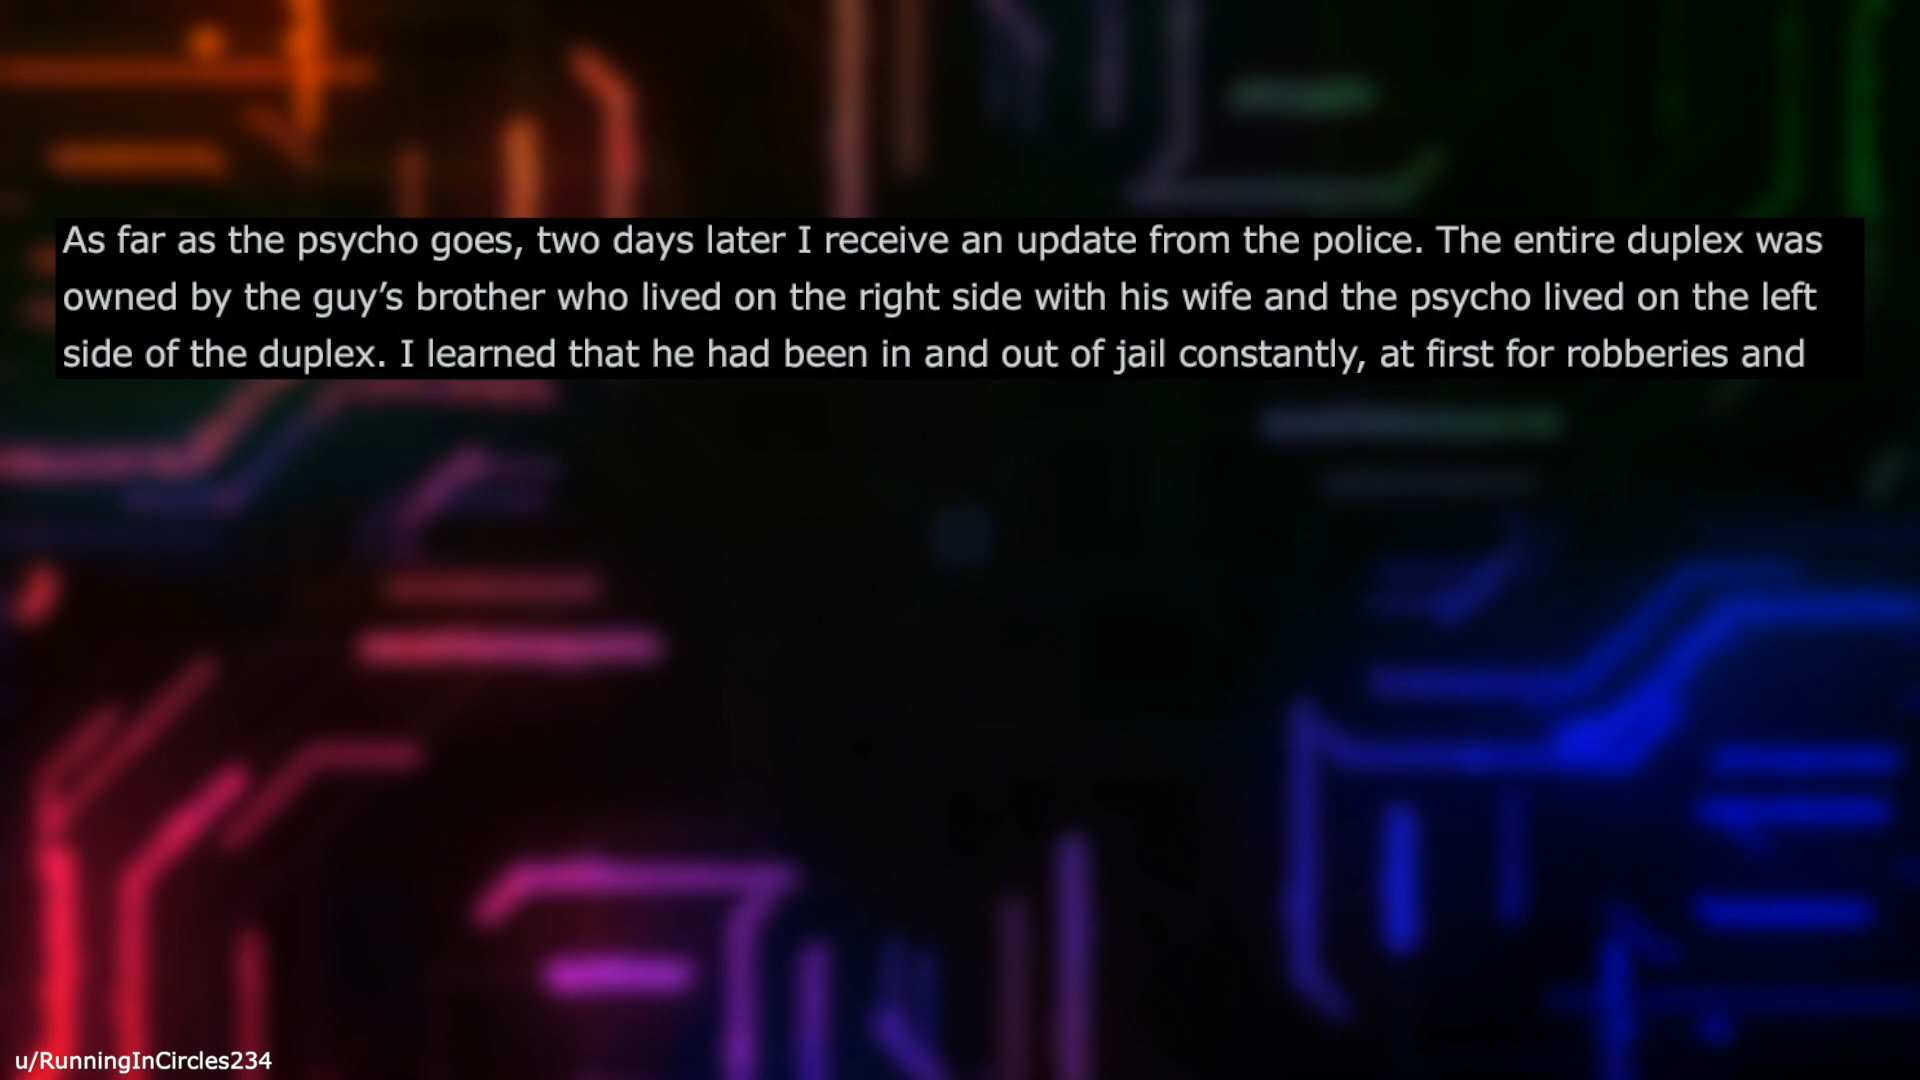 As far as the psycho goes, two days later I receive an update from the police. The entire duplex was
owned by the guy’s brother who lived on the right side with his wife and the psycho lived on the left
side of the duplex. I learned that he had been in and out of jail constantly, at first for robberies and
u/RunningInCircles234